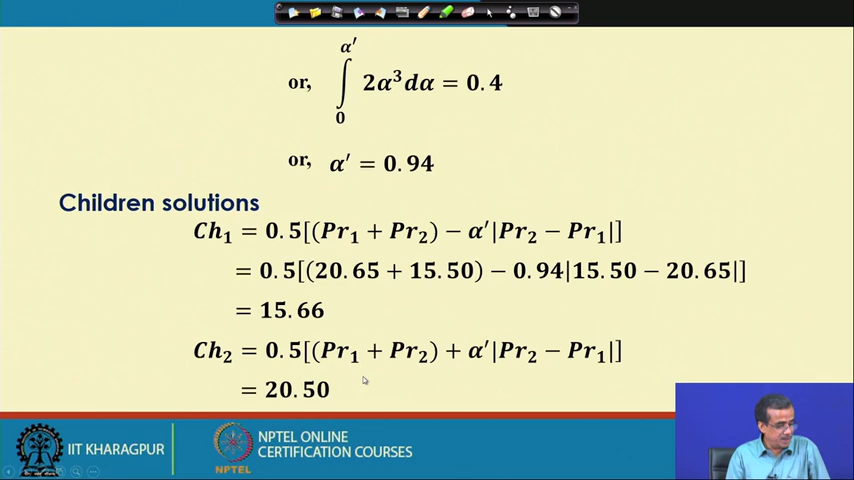 α′
or, ∫ 2α³dα = 0.4
0
or, α′ = 0.94
Children solutions
Ch₁ = 0.5[(Pr₁ + Pr₂) − α′|Pr₂ − Pr₁|]
= 0.5[(20.65 + 15.50) − 0.94|15.50 − 20.65|]
= 15.66
Ch₂ = 0.5[(Pr₁ + Pr₂) + α′|Pr₂ − Pr₁|]
= 20.50
IIT KHARAGPUR
NPTEL
NPTEL ONLINE
CERTIFICATION COURSES